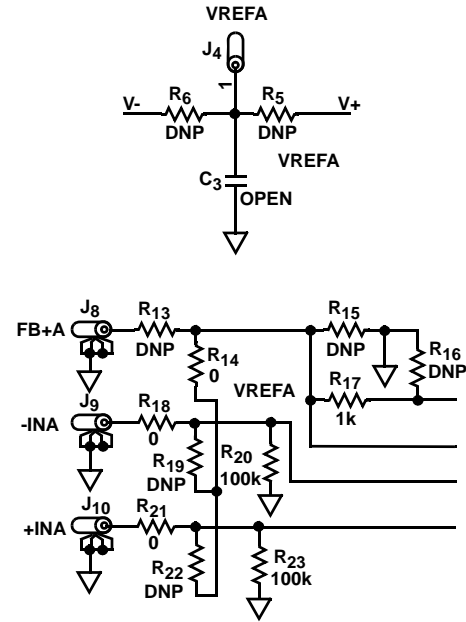 VREFA
J4
1
R6
R5
V-
V+
DNP
DNP
VREFA
C3
OPEN
J8
R13
R15
FB+A
DNP
R14
0
DNP
R16
DNP
J9
R18
VREFA
R17
1k
-INA
0
R19
DNP
R20
100k
J10
R21
+INA
0
R22
DNP
R23
100k